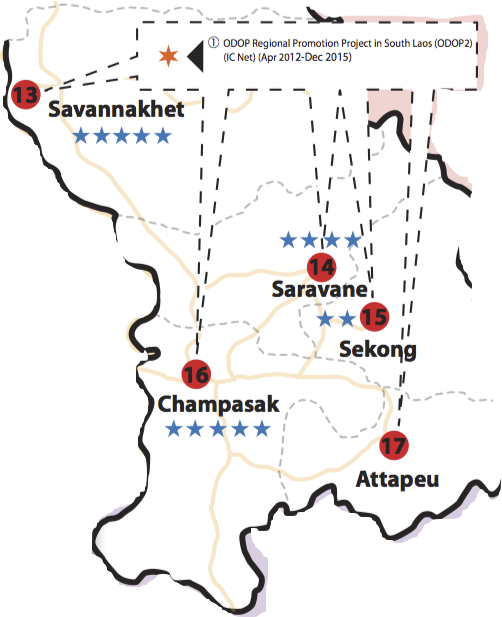 ① ODOP Regional Promotion Project in South Laos (ODOP2)
(IC Net) (Apr 2012-Dec 2015)
13
Savannakhet
14
Saravane
15
Sekong
16
Champasak
17
Attapeu